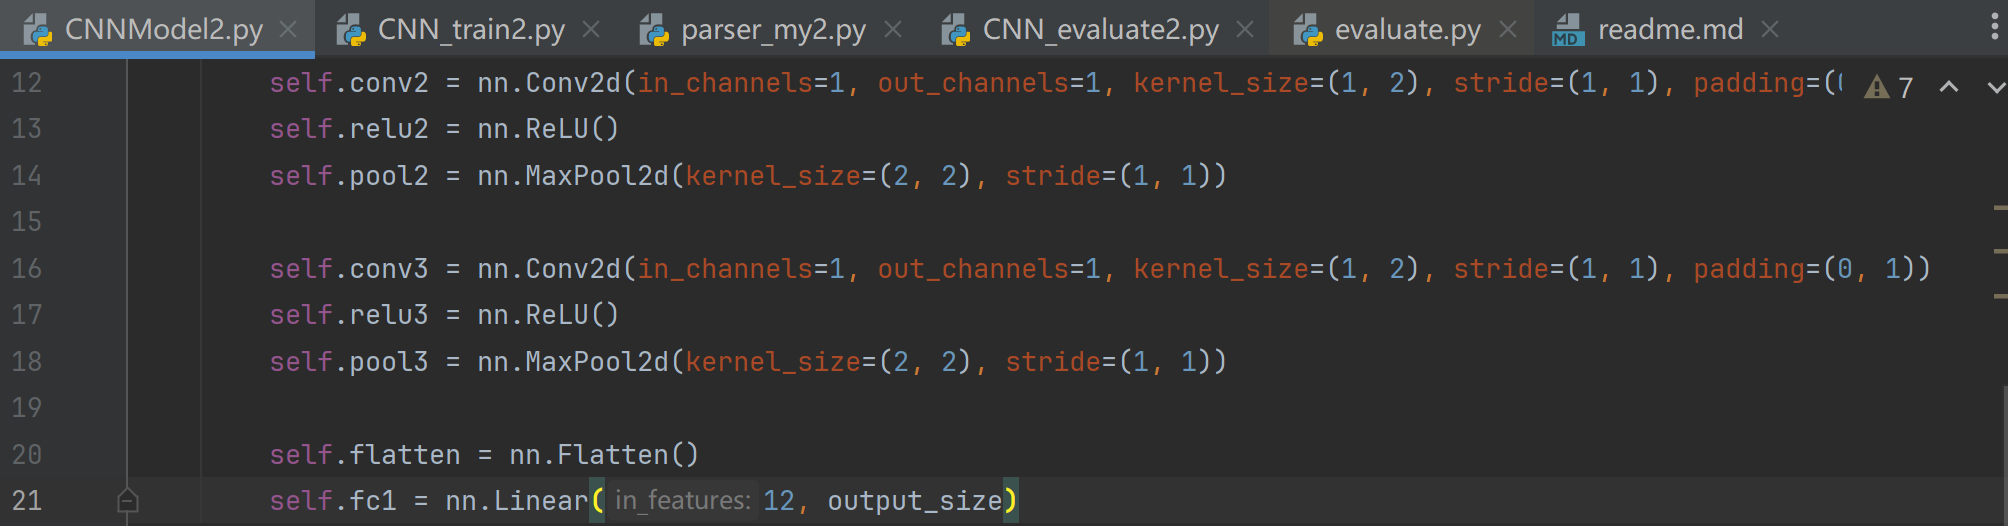 CNNModel2.py CNN_train2.py parser_my2.py CNN_evaluate2.py evaluate.py readme.md
12 self.conv2 = nn.Conv2d(in_channels=1, out_channels=1, kernel_size=(1, 2), stride=(1, 1), padding=(0 7
13 self.relu2 = nn.ReLU()
14 self.pool2 = nn.MaxPool2d(kernel_size=(2, 2), stride=(1, 1))
15
16 self.conv3 = nn.Conv2d(in_channels=1, out_channels=1, kernel_size=(1, 2), stride=(1, 1), padding=(0, 1))
17 self.relu3 = nn.ReLU()
18 self.pool3 = nn.MaxPool2d(kernel_size=(2, 2), stride=(1, 1))
19
20 self.flatten = nn.Flatten()
21 self.fc1 = nn.Linear( in_features: 12, output_size)